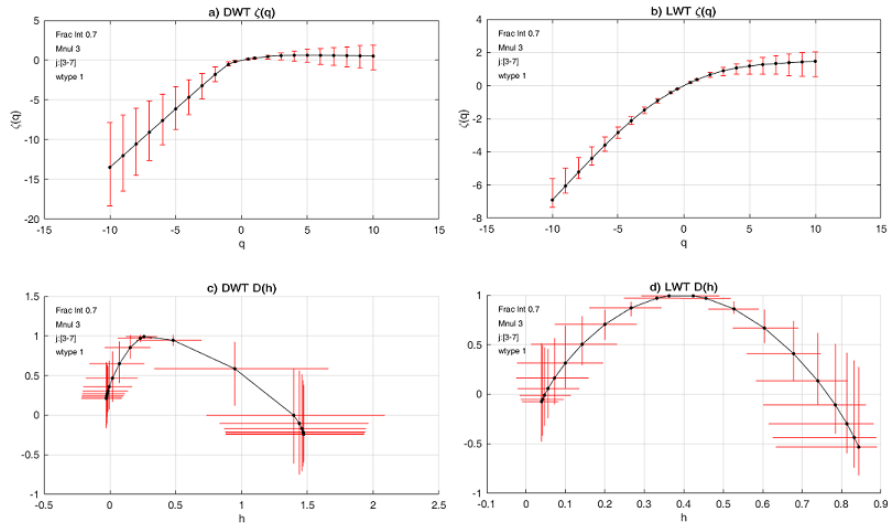 a) DWT ζ(q)
5
0
-5
-10
-15
-20
ζ(q)
Frac Int 0.7
Mnul 3
j:[3-7]
wtype 1
-15
-10
-5
0
5
10
15
q
b) LWT ζ(q)
4
2
0
-2
-4
-6
-8
ζ(q)
Frac Int 0.7
Mnul 3
j:[3-7]
wtype 1
-15
-10
-5
0
5
10
15
q
c) DWT D(h)
1.5
1
0.5
0
-0.5
-1
Frac Int 0.7
Mnul 3
j:[3-7]
wtype 1
-0.5
0
0.5
1
1.5
2
2.5
h
d) LWT D(h)
1
0.5
0
-0.5
-1
Frac Int 0.7
Mnul 3
j:[3-7]
wtype 1
-0.1
0
0.1
0.2
0.3
0.4
0.5
0.6
0.7
0.8
0.9
h